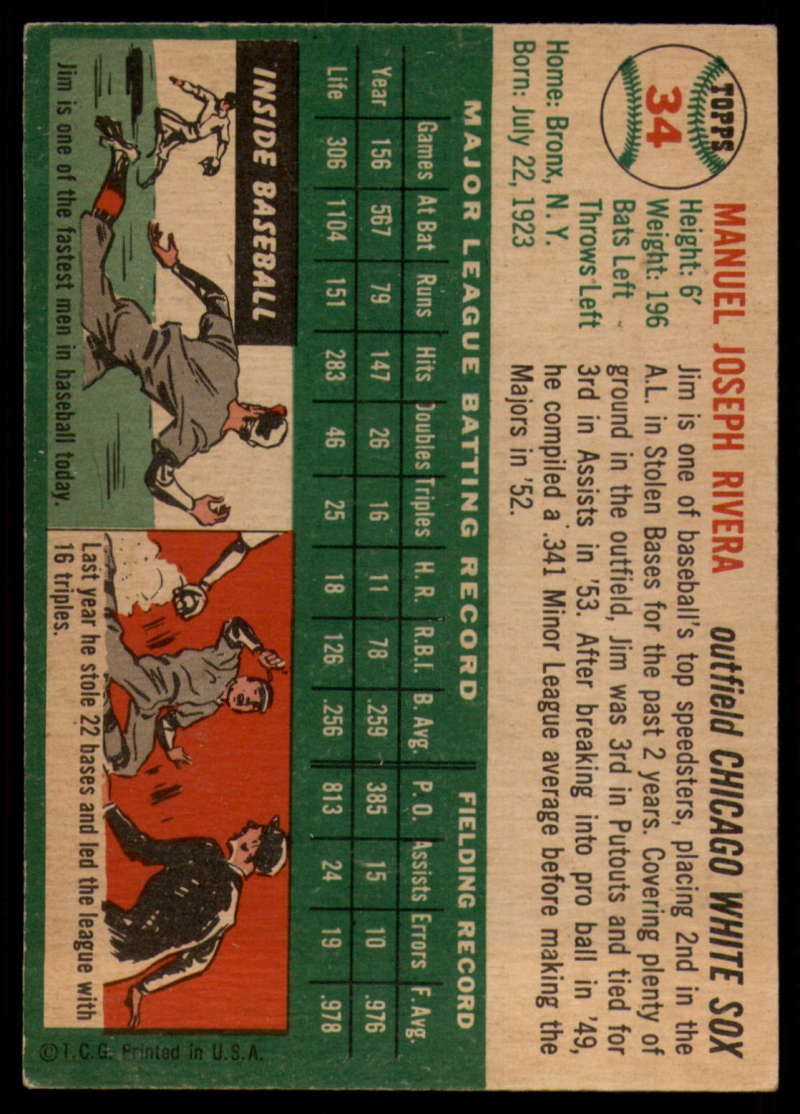 TOPPS
34
MANUEL JOSEPH RIVERA outfield CHICAGO WHITE SOX
Height: 6'
Weight: 196
Bats Left
Throws Left
Home: Bronx, N. Y.
Born: July 22, 1923
Jim is one of baseball's top speedsters, placing 2nd in the
A.L. in Stolen Bases for the past 2 years. Covering plenty of
ground in the outfield, Jim was 3rd in Putouts and tied for
3rd in Assists in '53. After breaking into pro ball in '49,
he compiled a .341 Minor League average before making the
Majors in '52.
MAJOR LEAGUE BATTING RECORD FIELDING RECORD
Games At Bat Runs Hits Doubles Triples H. R. R.B.I. B. Avg. P. O. Assists Errors F. Avg.
Year 156 567 79 147 26 16 11 78 .259 385 15 10 .976
Life 306 1104 151 283 46 25 18 126 .256 813 24 19 .978
INSIDE BASEBALL
Jim is one of the fastest men in baseball today.
Last year he stole 22 bases and led the league with
16 triples.
© T.C.G. Printed in U.S.A.